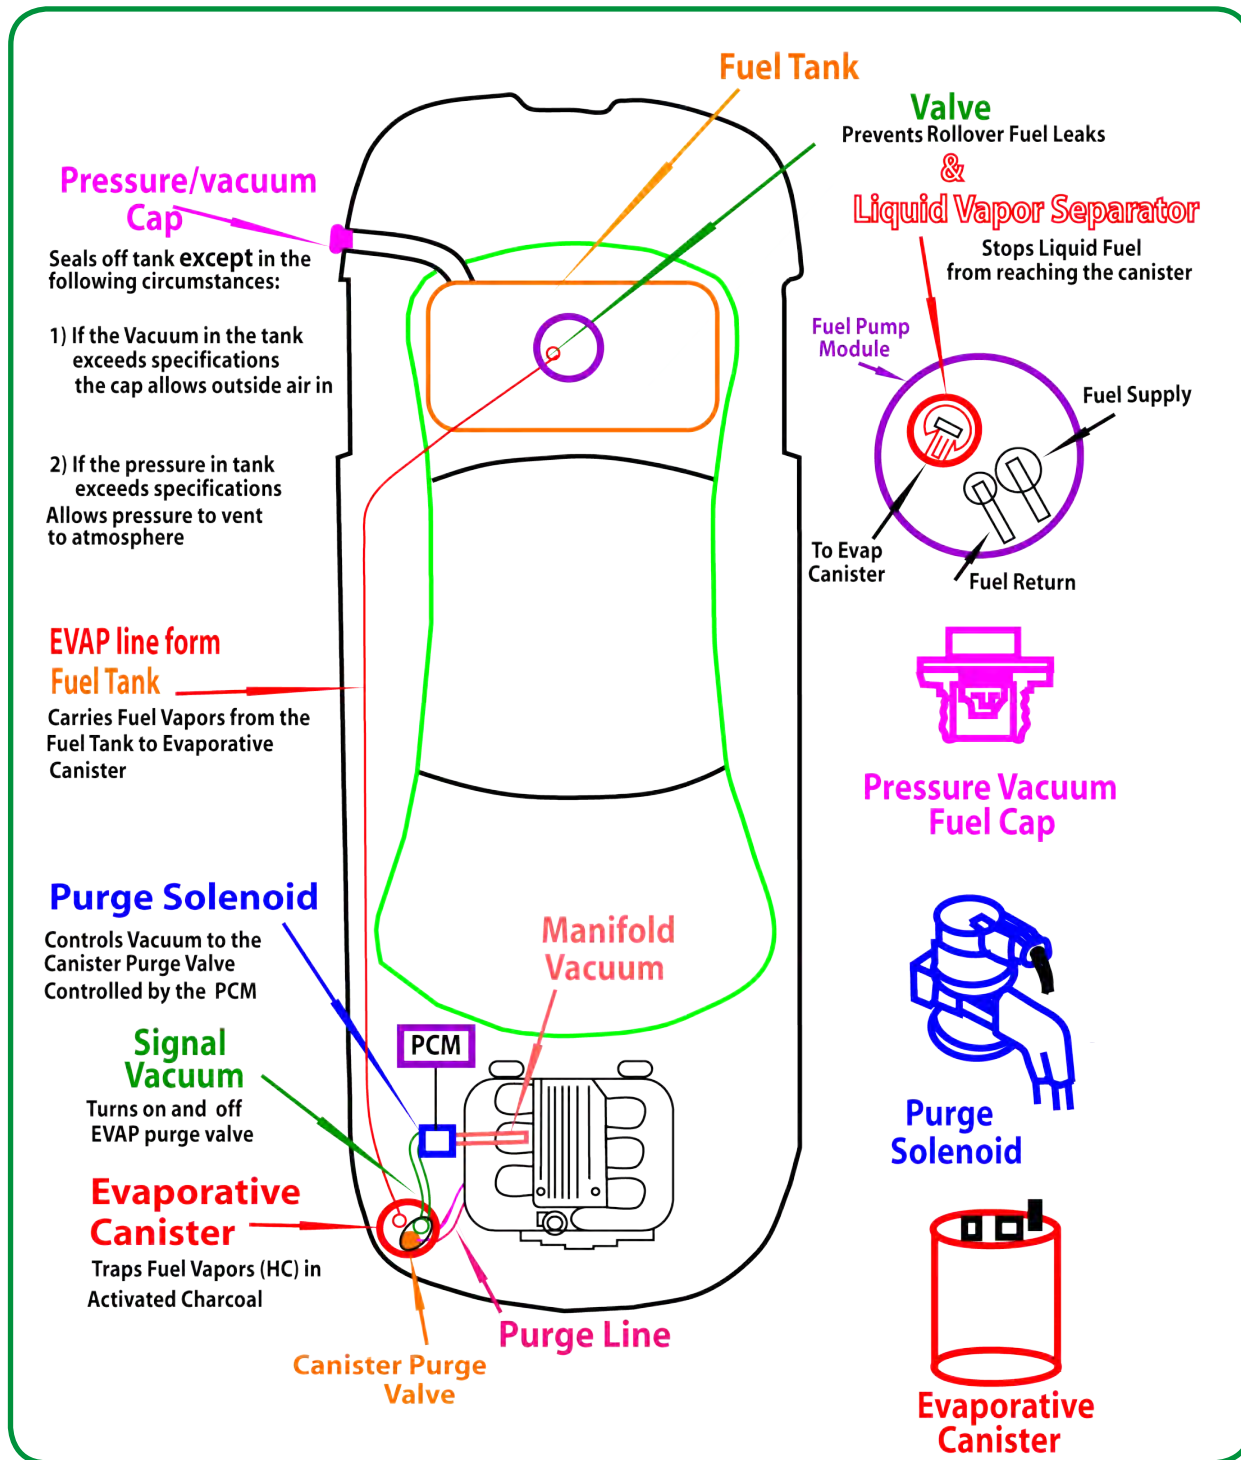 Fuel Tank
Valve
Prevents Rollover Fuel Leaks
&
Liquid Vapor Separator
Stops Liquid Fuel
from reaching the canister
Pressure/vacuum
Cap
Seals off tank except in the
following circumstances:
1) If the Vacuum in the tank
exceeds specifications
the cap allows outside air in
2) If the pressure in tank
exceeds specifications
Allows pressure to vent
to atmosphere
Fuel Pump
Module
Fuel Supply
To Evap
Canister
Fuel Return
EVAP line form
Fuel Tank
Carries Fuel Vapors from the
Fuel Tank to Evaporative
Canister
Pressure Vacuum
Fuel Cap
Purge Solenoid
Controls Vacuum to the
Canister Purge Valve
Controlled by the PCM
Manifold
Vacuum
PCM
Signal
Vacuum
Turns on and off
EVAP purge valve
Purge
Solenoid
Evaporative
Canister
Traps Fuel Vapors (HC) in
Activated Charcoal
Purge Line
Canister Purge
Valve
Evaporative
Canister